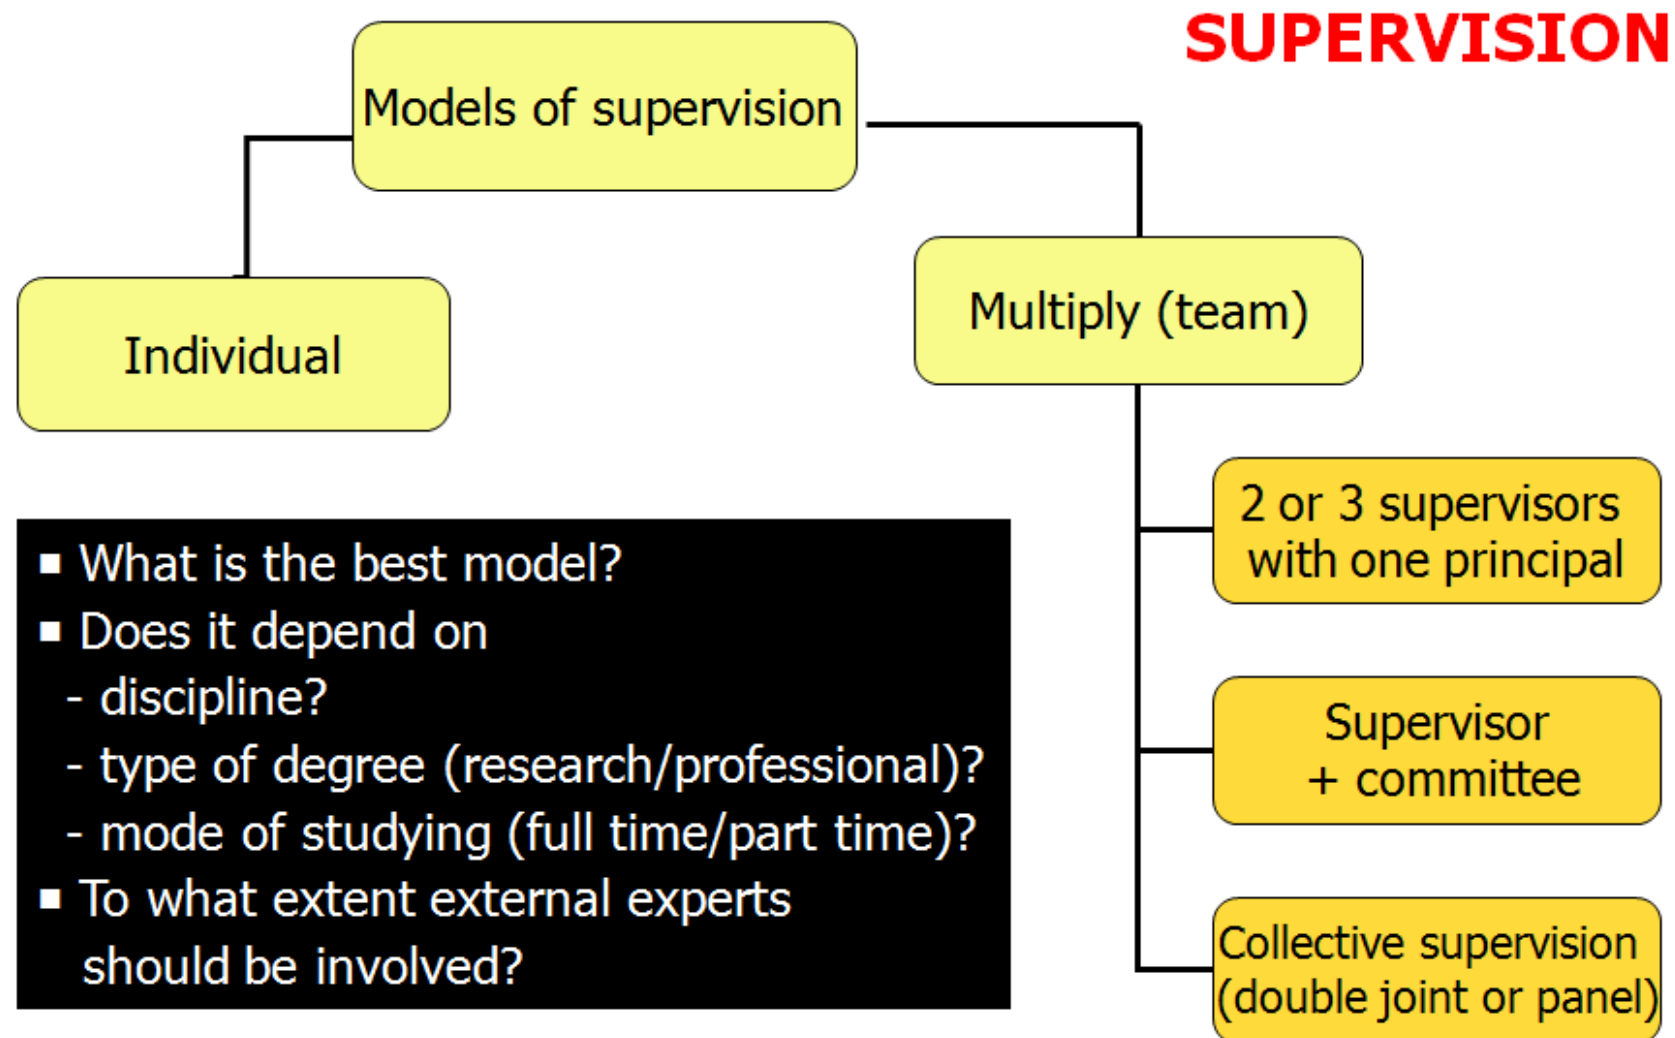 SUPERVISION
Models of supervision
Individual
Multiply (team)
2 or 3 supervisors
with one principal
Supervisor
+ committee
Collective supervision
(double joint or panel)
▪ What is the best model?
▪ Does it depend on
- discipline?
- type of degree (research/professional)?
- mode of studying (full time/part time)?
▪ To what extent external experts
should be involved?